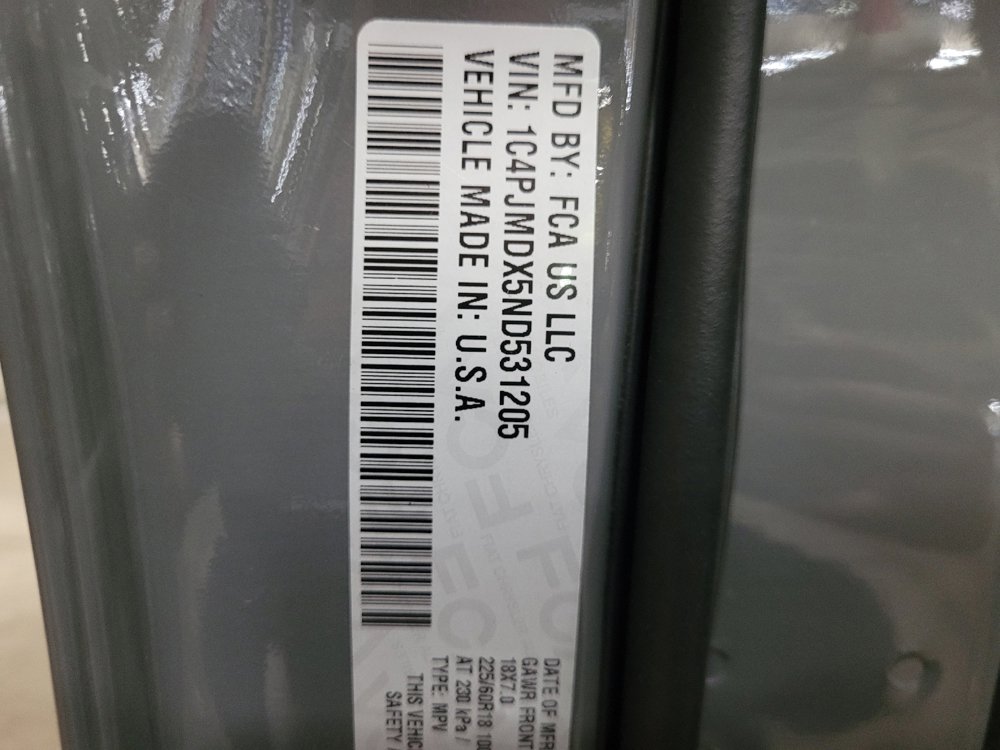 MFD BY: FCA US LLC
VIN: 1C4PJMDX5ND531205
VEHICLE MADE IN: U.S.A.
DATE OF MFR
GAWR FRONT
18X7.0
225/60R18 100
AT 230 kPa /
TYPE: MPV
THIS VEHIC
SAFETY